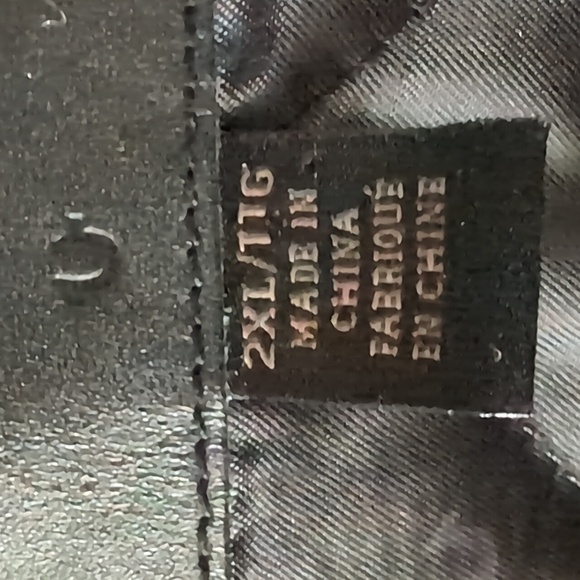 2XL/TTG
MADE IN
CHINA
FABRIQUÉ
EN CHINE